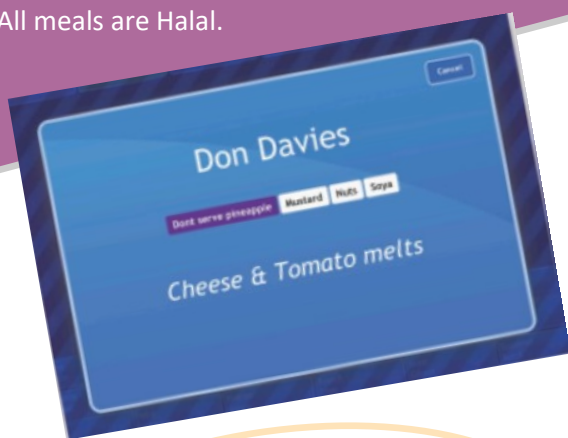 All meals are Halal.
Cancel
Don Davies
Dont serve pineapple Mustard Nuts Soya
Cheese & Tomato melts